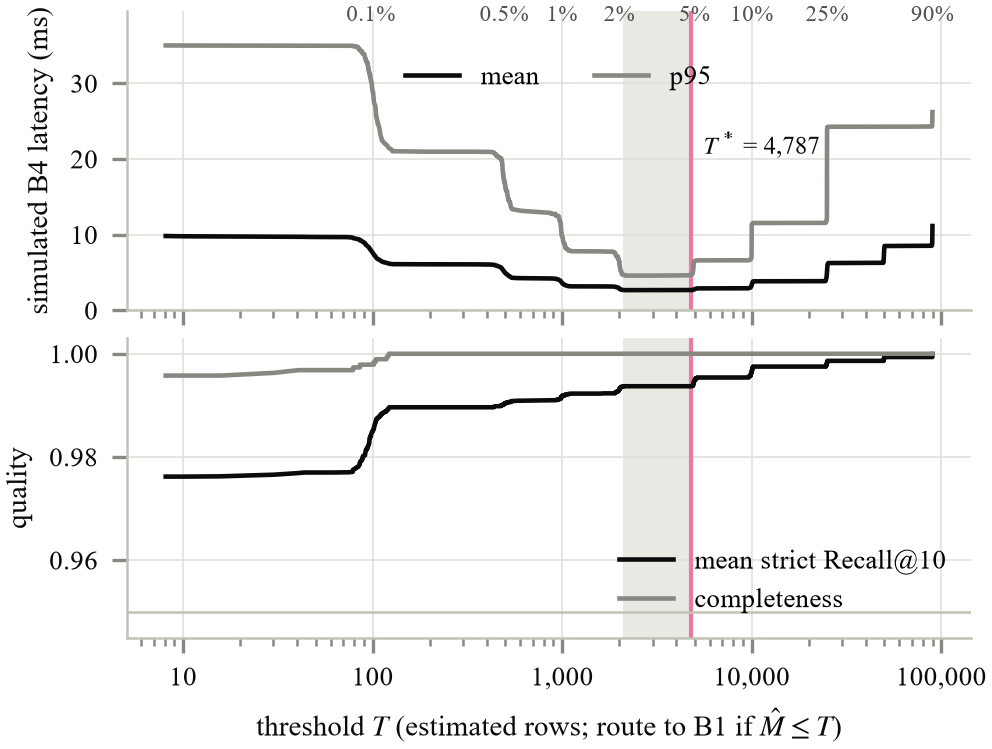 0.1% 0.5% 1% 2% 5% 10% 25% 90%
simulated B4 latency (ms)
30
20
10
0
mean p95
T* = 4,787
quality
1.00
0.98
0.96
mean strict Recall@10
completeness
10 100 1,000 10,000 100,000
threshold T (estimated rows; route to B1 if M̂ ≤ T)